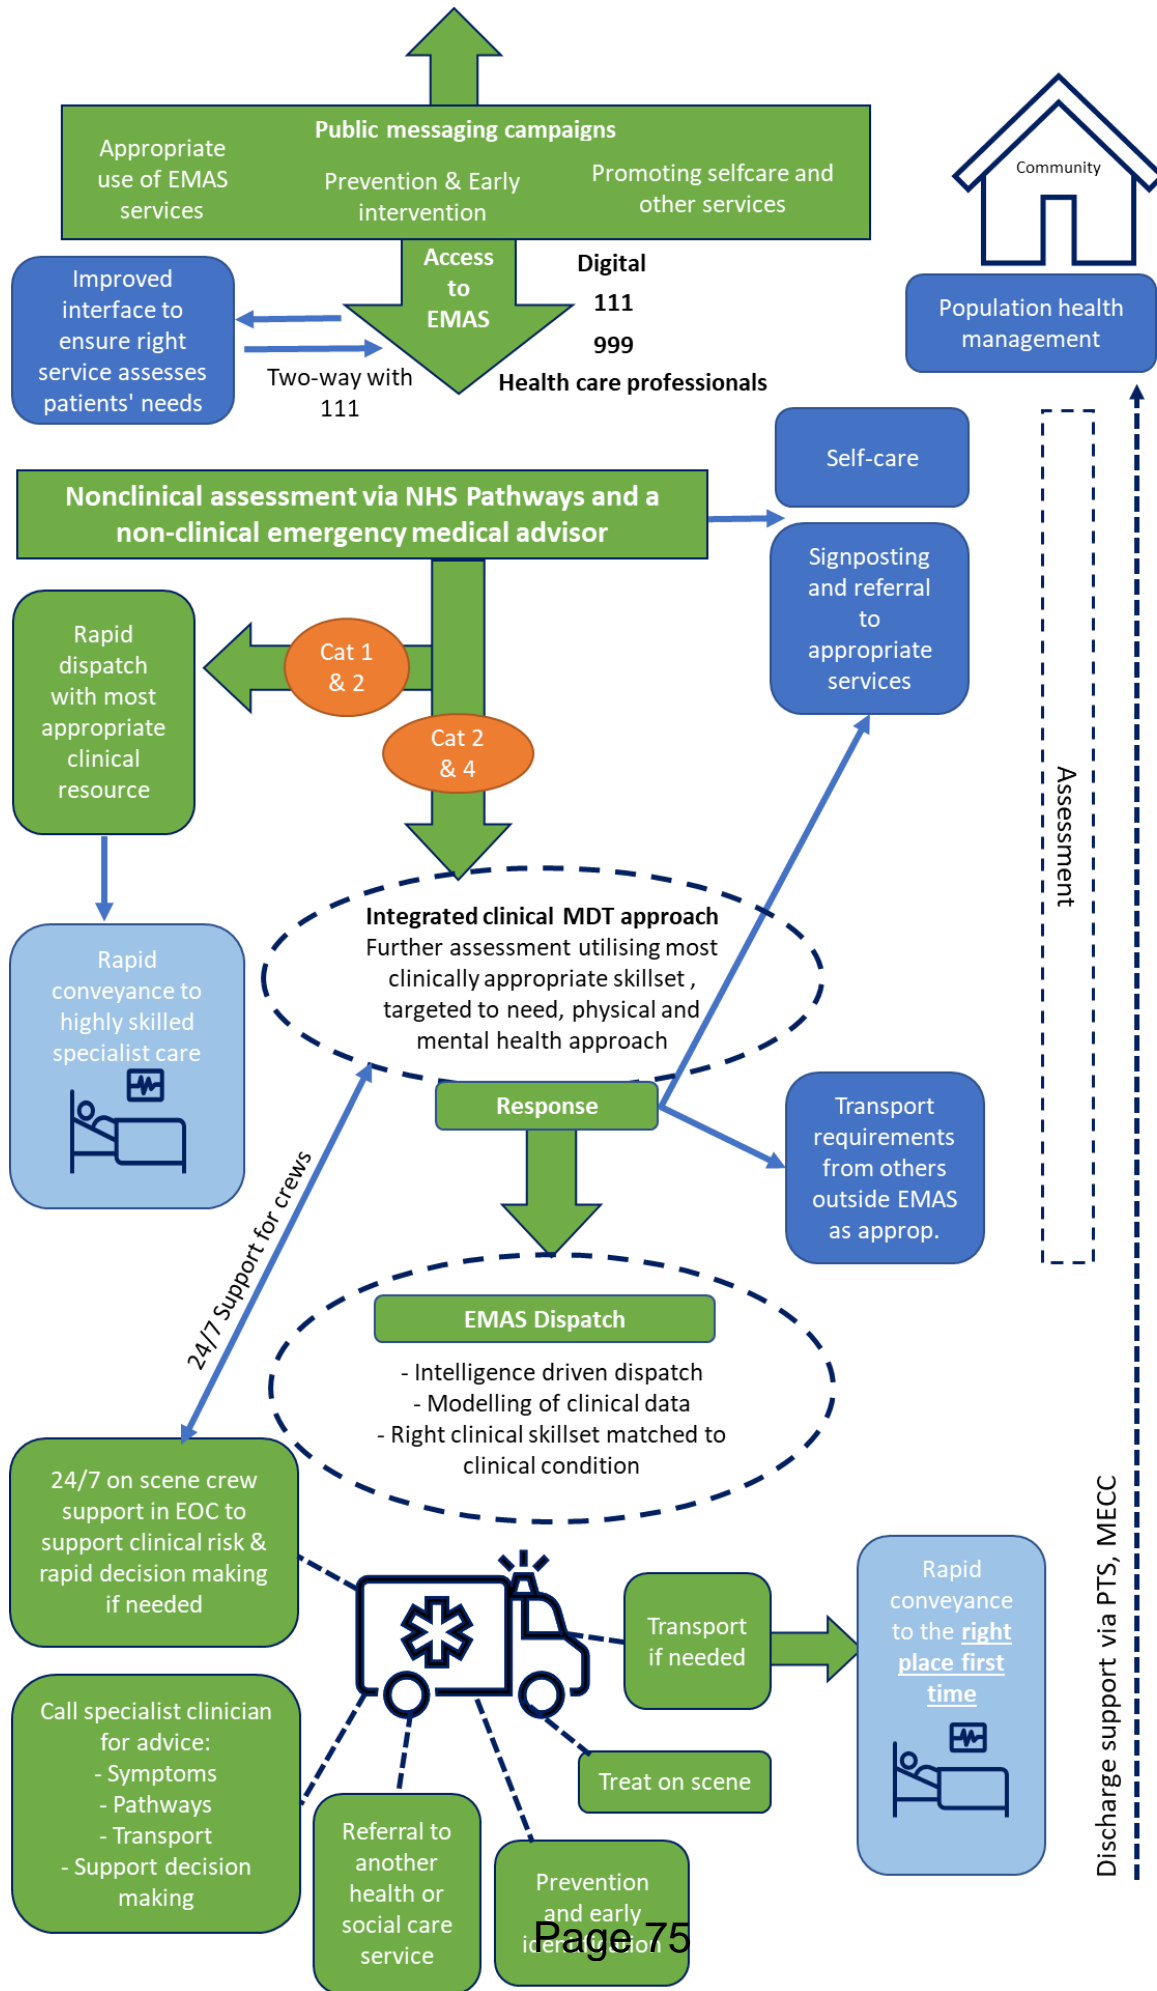 Public messaging campaigns
Appropriate
use of EMAS
services
Prevention & Early
intervention
Promoting selfcare and
other services
Community
Access
to
EMAS
Digital
111
999
Health care professionals
Improved
interface to
ensure right
service assesses
patients' needs
Two-way with
111
Population health
management
Self-care
Nonclinical assessment via NHS Pathways and a
non-clinical emergency medical advisor
Signposting
and referral
to
appropriate
services
Rapid
dispatch
with most
appropriate
clinical
resource
Cat 1
& 2
Cat 2
& 4
Assessment
Integrated clinical MDT approach
Further assessment utilising most
clinically appropriate skillset ,
targeted to need, physical and
mental health approach
Rapid
conveyance to
highly skilled
specialist care
Response
Transport
requirements
from others
outside EMAS
as approp.
24/7 Support for crews
EMAS Dispatch
- Intelligence driven dispatch
- Modelling of clinical data
- Right clinical skillset matched to
clinical condition
24/7 on scene crew
support in EOC to
support clinical risk &
rapid decision making
if needed
Transport
if needed
Rapid
conveyance
to the right
place first
time
Discharge support via PTS, MECC
Call specialist clinician
for advice:
- Symptoms
- Pathways
- Transport
- Support decision
making
Treat on scene
Referral to
another
health or
social care
service
Prevention
and early
identification
Page 75